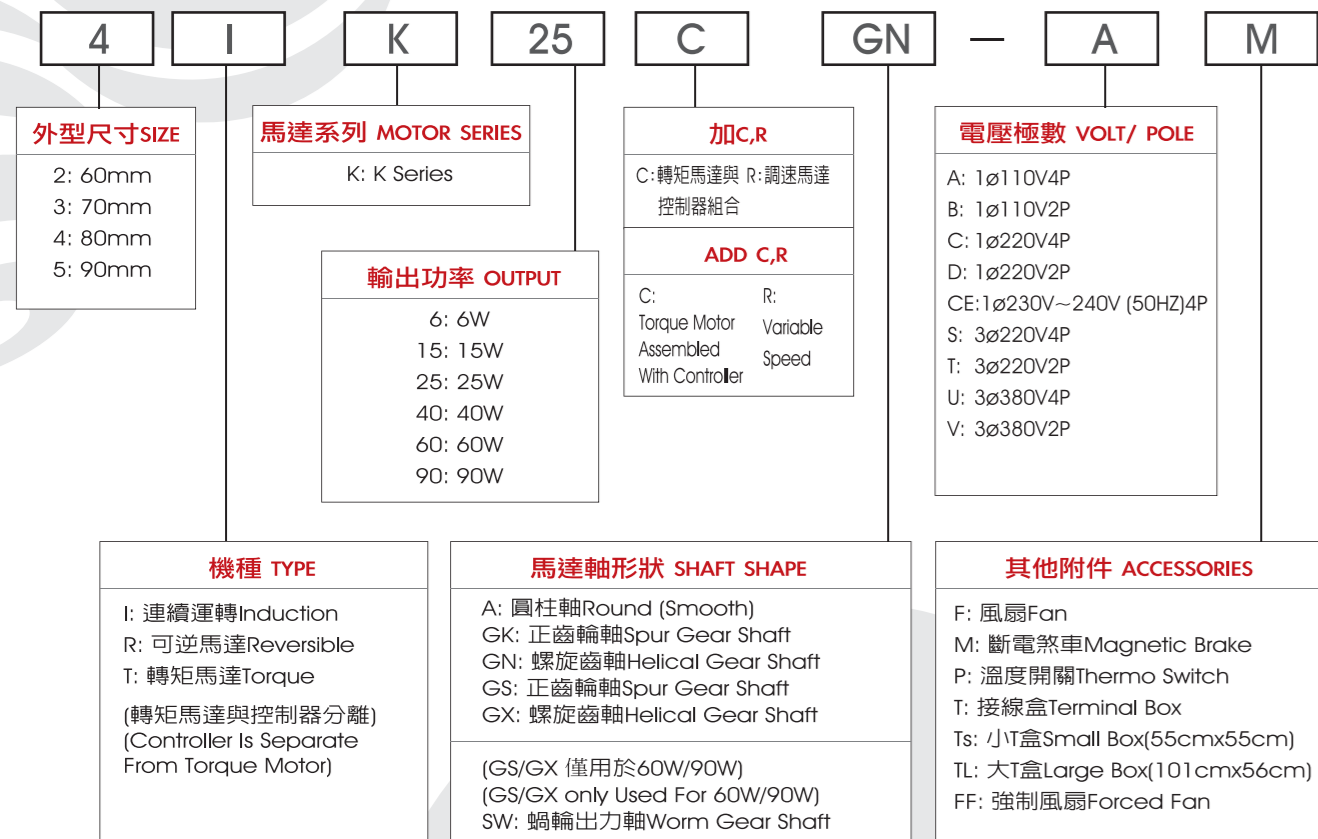 4 I K 25 C GN — A M
外型尺寸SIZE
2: 60mm
3: 70mm
4: 80mm
5: 90mm
馬達系列 MOTOR SERIES
K: K Series
輸出功率 OUTPUT
6: 6W
15: 15W
25: 25W
40: 40W
60: 60W
90: 90W
加C,R
C:轉矩馬達與 R:調速馬達
控制器組合
ADD C,R
C:
Torque Motor
Assembled
With Controller
R:
Variable
Speed
電壓極數 VOLT/ POLE
A: 1ø110V4P
B: 1ø110V2P
C: 1ø220V4P
D: 1ø220V2P
CE:1ø230V~240V (50HZ)4P
S: 3ø220V4P
T: 3ø220V2P
U: 3ø380V4P
V: 3ø380V2P
機種 TYPE
I: 連續運轉Induction
R: 可逆馬達Reversible
T: 轉矩馬達Torque
(轉矩馬達與控制器分離)
(Controller Is Separate
From Torque Motor)
馬達軸形狀 SHAFT SHAPE
A: 圓柱軸Round (Smooth)
GK: 正齒輪軸Spur Gear Shaft
GN: 螺旋齒軸Helical Gear Shaft
GS: 正齒輪軸Spur Gear Shaft
GX: 螺旋齒軸Helical Gear Shaft
(GS/GX 僅用於60W/90W)
(GS/GX only Used For 60W/90W)
SW: 蝸輪出力軸Worm Gear Shaft
其他附件 ACCESSORIES
F: 風扇Fan
M: 斷電煞車Magnetic Brake
P: 溫度開關Thermo Switch
T: 接線盒Terminal Box
Ts: 小T盒Small Box(55cmx55cm)
TL: 大T盒Large Box(101cmx56cm)
FF: 強制風扇Forced Fan